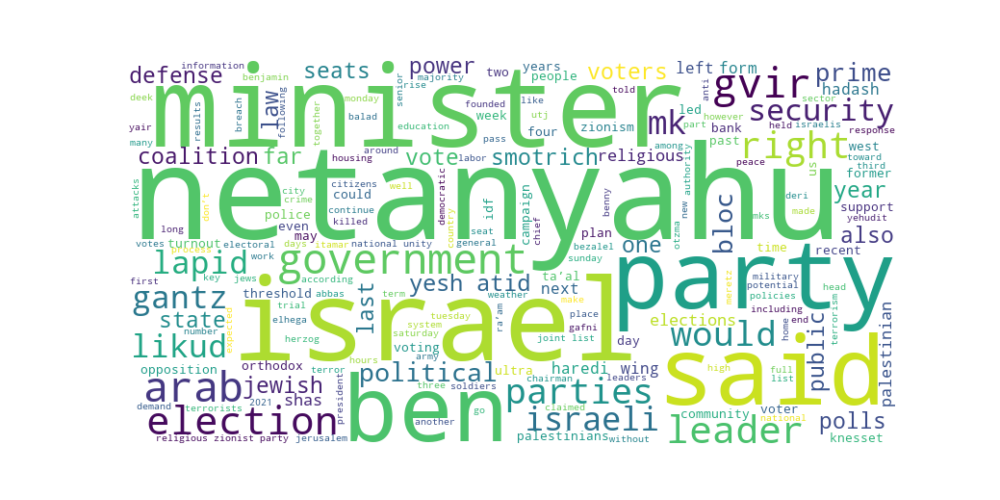 information
defense
seats
power
two
years
people
voters
left
form
anti
told
prime
deek
benjamin
minister
senior
rise
majority
gvir
hadash
yair
results
breach
law
following
together
monday
balad
founded
like
utj
week
mk
led
part
however
security
sector
many
around
education
pass
four
zionism
bank
past
held
israelis
response
coalition
far
housing
vote
labor
smotrich
religious
among
right
peace
west
toward
third
former
attacks
don't
city
crime
citizens
could
well
democratic
netanyahu
campaign
benny
us
deri
year
police
continue
killed
country
idf
seat
general
chief
plan
new authority
mks
made
support
yehudit
long
even
may
bezalel
otzma
bloc
also
votes
turnout
electoral
days
itamar
national unity
sunday
one
time
recent
process
work
government
lapid
key
jews
according
yesh atid
ta'al
next
party
military
potential
policies
head
first
threshold
abbas
term
weather
make
meretz
including
terrorism
gantz
last
israel
tuesday
system
saturday
ra'am
place
elections
home
end
number
expected
elhega
trial
state
herzog
voting
army
gafni
joint list
day
would
public
palestinian
likud
hours
orthodox
terror
haredi
wing
said
opposition
shas
president
political
ultra
chairman
leaders
high
full
list
arab
jewish
three
soldiers
parties
claimed
demand
terrorists
2021
ben
go
israeli
community
voter
national
polls
election
another
leader
knesset
religious zionist party
jerusalem
palestinians
without